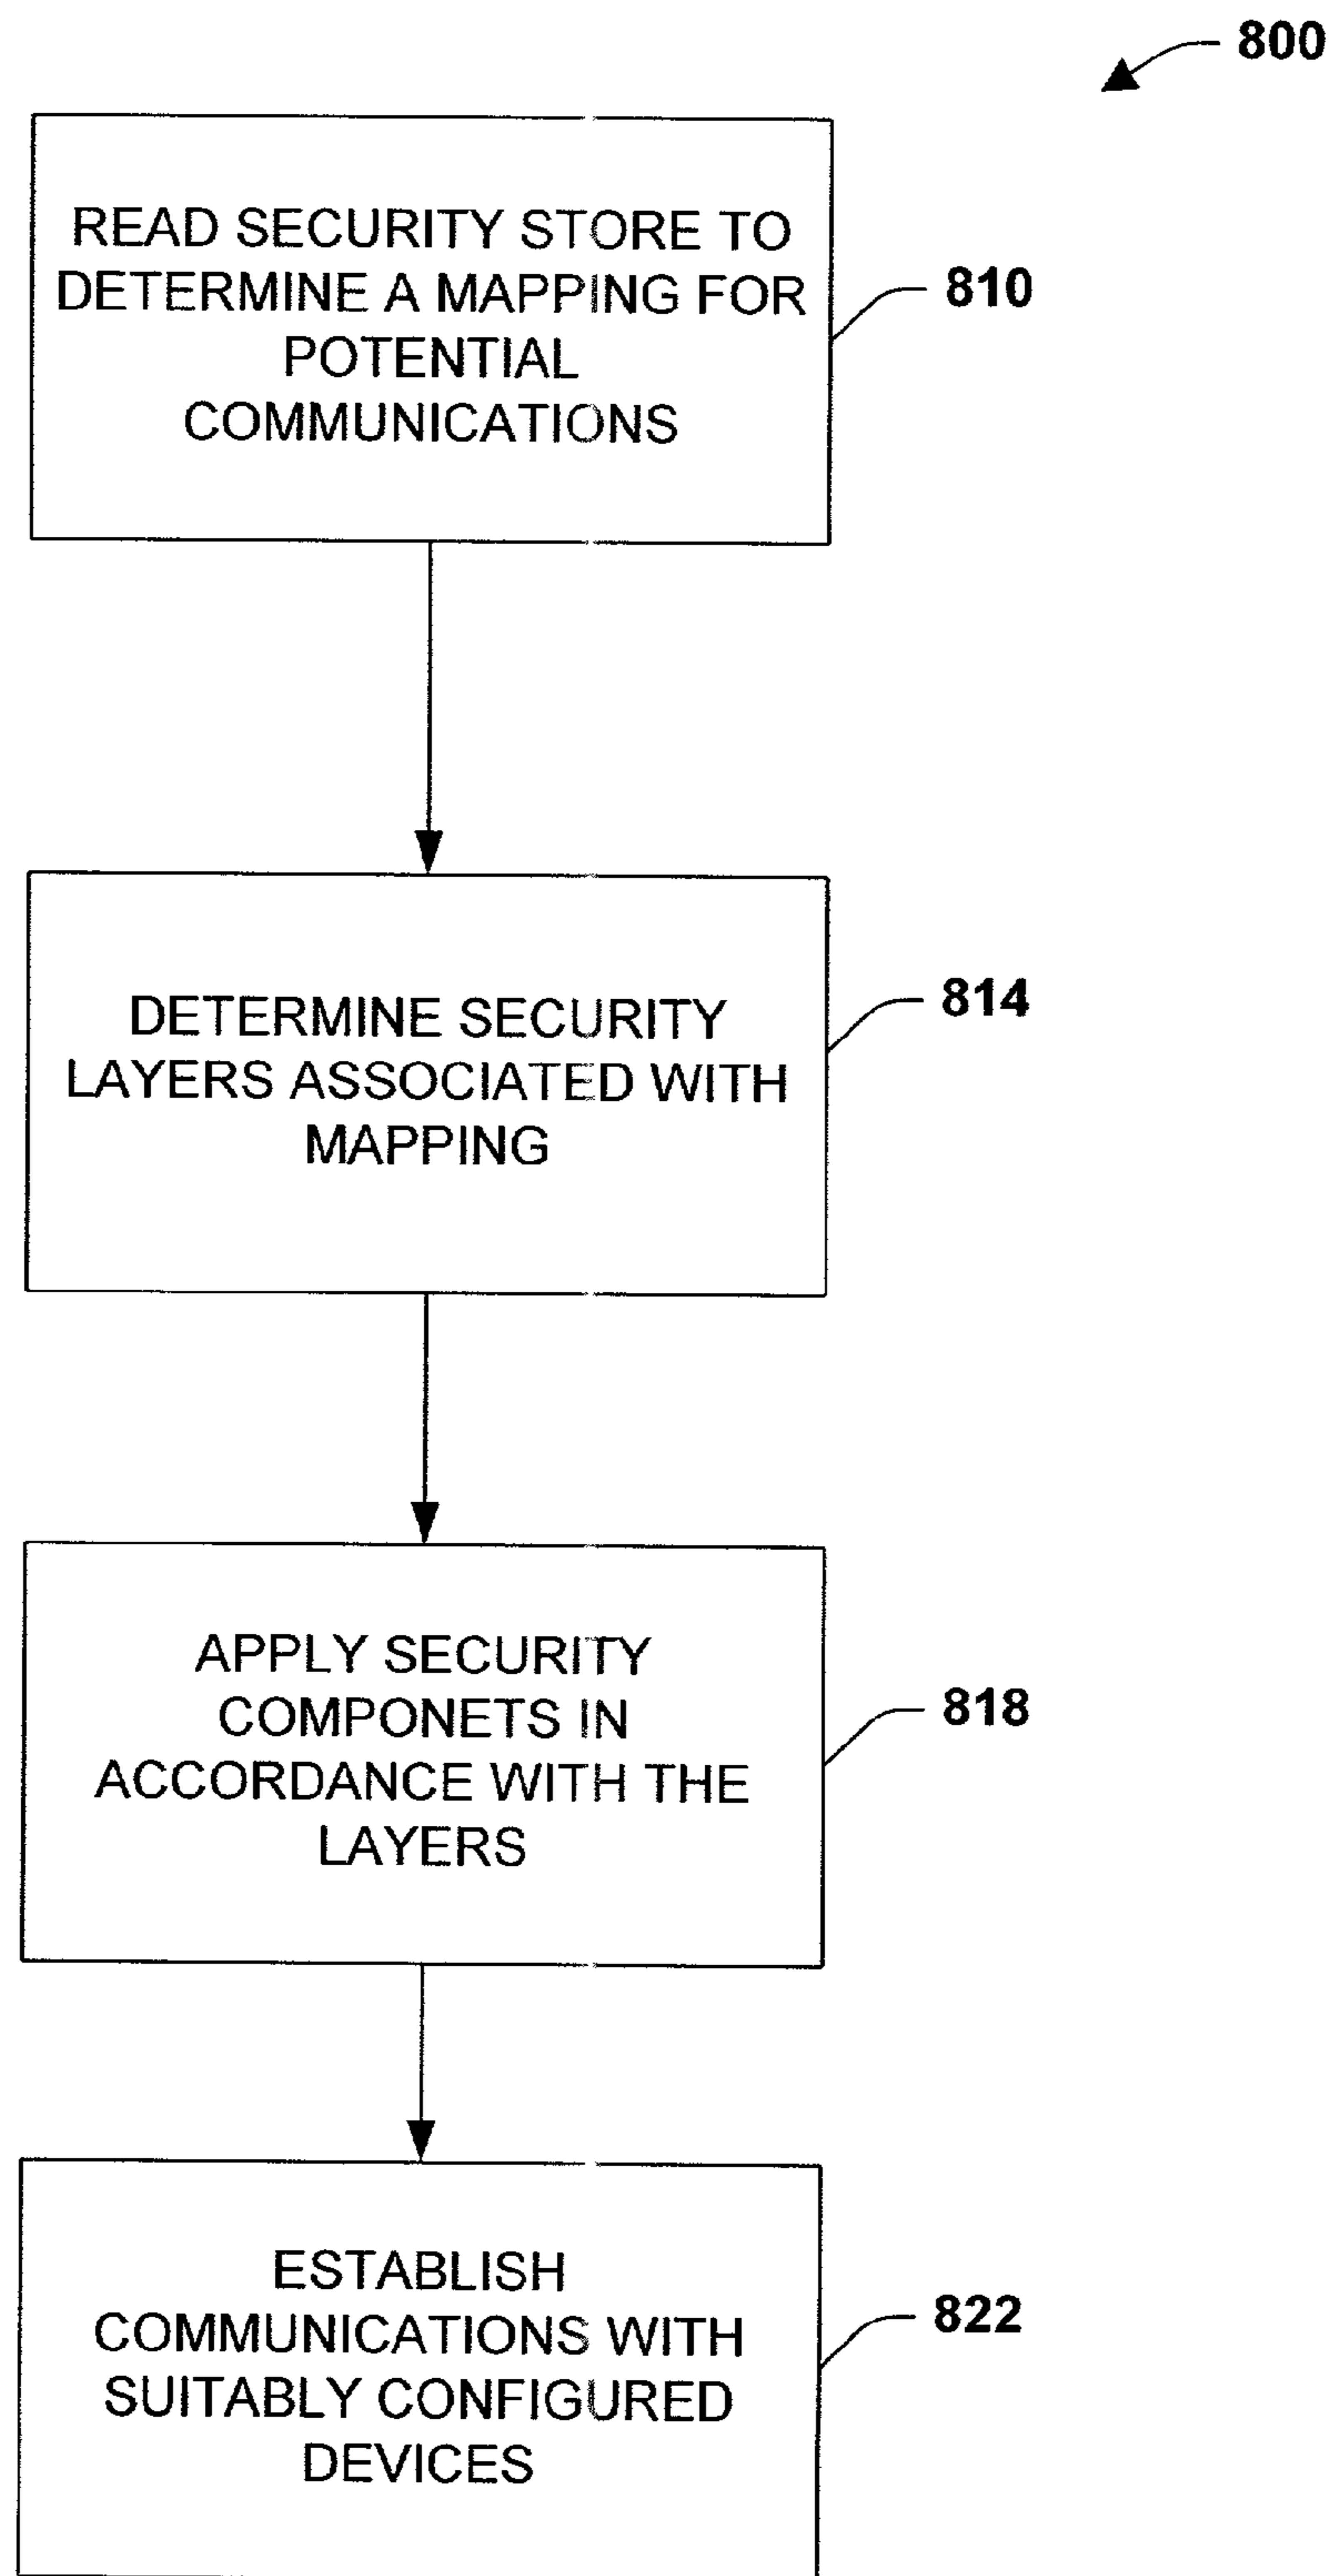 800
READ SECURITY STORE TO
DETERMINE A MAPPING FOR
POTENTIAL
COMMUNICATIONS
810
DETERMINE SECURITY
LAYERS ASSOCIATED WITH
MAPPING
814
APPLY SECURITY
COMPONETS IN
ACCORDANCE WITH THE
LAYERS
818
ESTABLISH
COMMUNICATIONS WITH
SUITABLY CONFIGURED
DEVICES
822